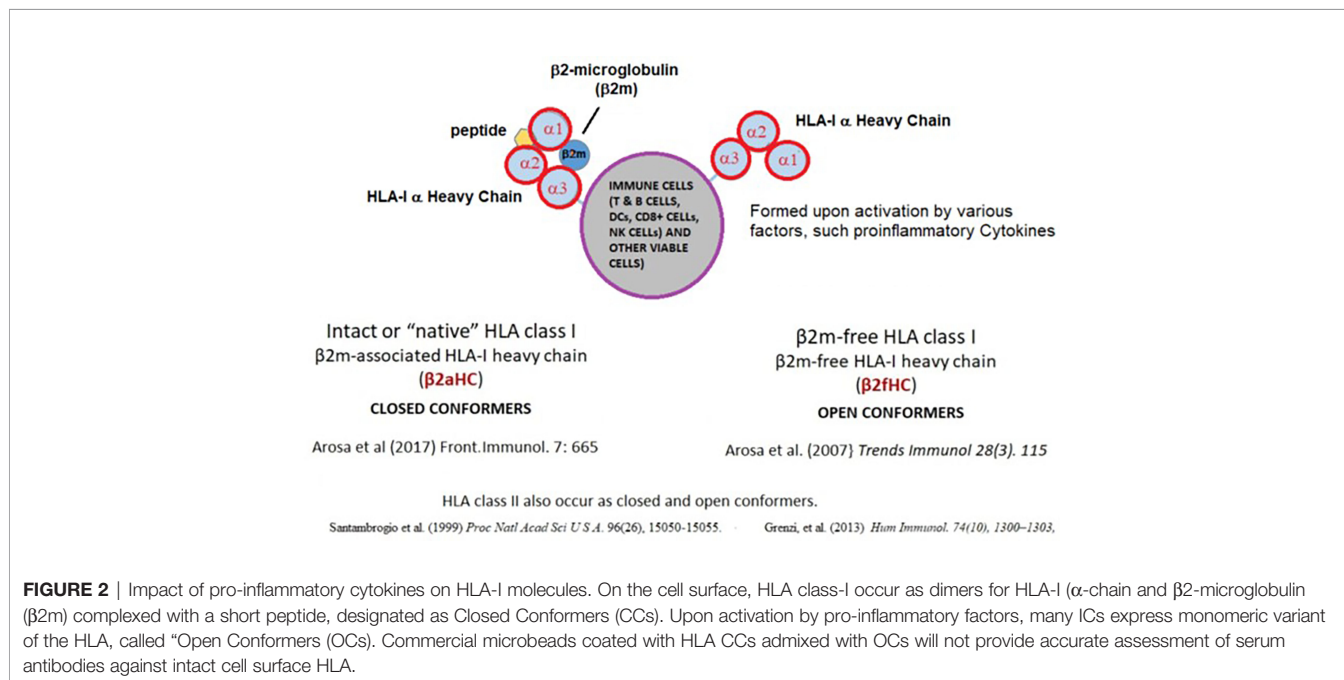 β2-microglobulin
(β2m)
peptide
α1
β2m
α2
α3
HLA-I α Heavy Chain
IMMUNE CELLS
(T & B CELLS,
DCs, CD8+ CELLS,
NK CELLs) AND
OTHER VIABLE
CELLS)
HLA-I α Heavy Chain
α2
α3
α1
Formed upon activation by various
factors, such proinflammatory Cytokines
Intact or “native” HLA class I
β2m-associated HLA-I heavy chain
(β2aHC)
CLOSED CONFORMERS
Arosa et al (2017) Front.Immunol. 7: 665
β2m-free HLA class I
β2m-free HLA-I heavy chain
(β2fHC)
OPEN CONFORMERS
Arosa et al. (2007} Trends Immunol 28(3). 115
HLA class II also occur as closed and open conformers.
Santambrogio et al. (1999) Proc Natl Acad Sci U S A. 96(26), 15050-15055. · Grenzi, et al. (2013) Hum Immunol. 74(10), 1300–1303,
FIGURE 2 | Impact of pro-inflammatory cytokines on HLA-I molecules. On the cell surface, HLA class-I occur as dimers for HLA-I (α-chain and β2-microglobulin
(β2m) complexed with a short peptide, designated as Closed Conformers (CCs). Upon activation by pro-inflammatory factors, many ICs express monomeric variant
of the HLA, called “Open Conformers (OCs). Commercial microbeads coated with HLA CCs admixed with OCs will not provide accurate assessment of serum
antibodies against intact cell surface HLA.